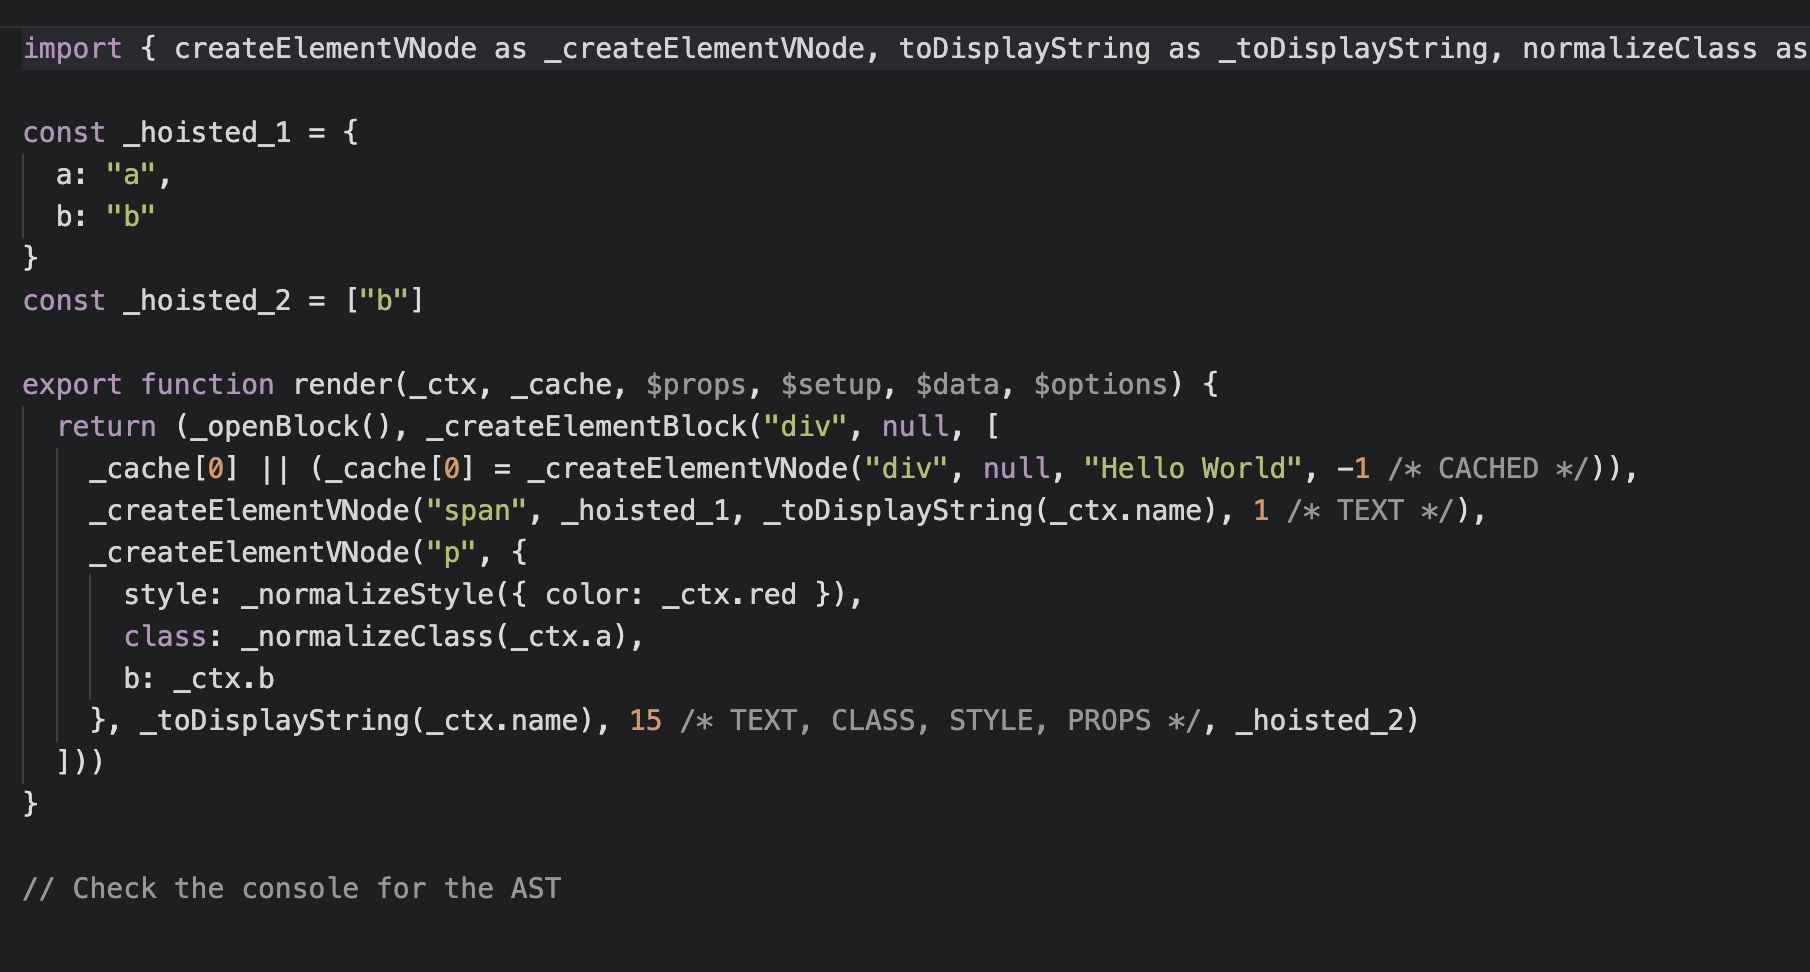 import { createElementVNode as _createElementVNode, toDisplayString as _toDisplayString, normalizeClass as
const _hoisted_1 = {
  a: "a",
  b: "b"
}
const _hoisted_2 = ["b"]
export function render(_ctx, _cache, $props, $setup, $data, $options) {
  return (_openBlock(), _createElementBlock("div", null, [
    _cache[0] || (_cache[0] = _createElementVNode("div", null, "Hello World", -1 /* CACHED */)),
    _createElementVNode("span", _hoisted_1, _toDisplayString(_ctx.name), 1 /* TEXT */),
    _createElementVNode("p", {
      style: _normalizeStyle({ color: _ctx.red }),
      class: _normalizeClass(_ctx.a),
      b: _ctx.b
    }, _toDisplayString(_ctx.name), 15 /* TEXT, CLASS, STYLE, PROPS */, _hoisted_2)
  ]))
}
// Check the console for the AST